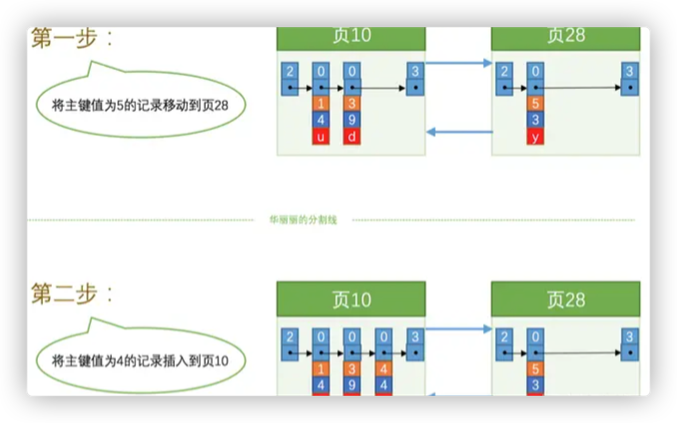 第一步：
页10
页28
将主键值为5的记录移动到页28
2 0 0 3
1 3
4 9
u d
2 0 3
5
3
y
华丽丽的分割线
第二步：
页10
页28
将主键值为4的记录插入到页10
2 0 0 0 3
1 3 4
4 9 4
2 0 3
5
3